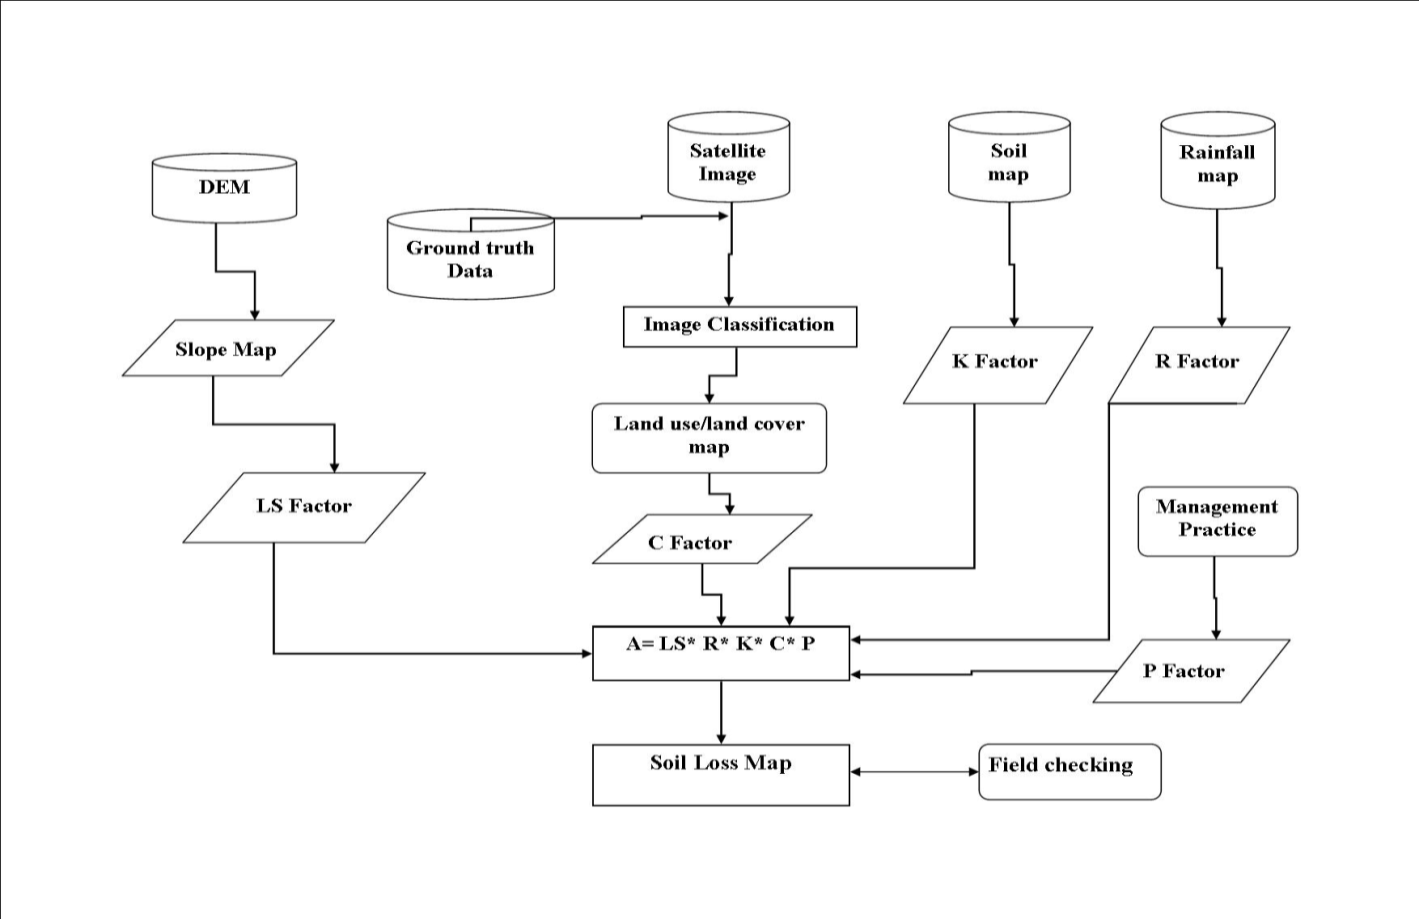 Satellite
Image
Soil
map
Rainfall
map
DEM
Ground truth
Data
Image Classification
Slope Map
K Factor
R Factor
Land use/land cover
map
LS Factor
Management
Practice
C Factor
A= LS* R* K* C* P
P Factor
Soil Loss Map
Field checking